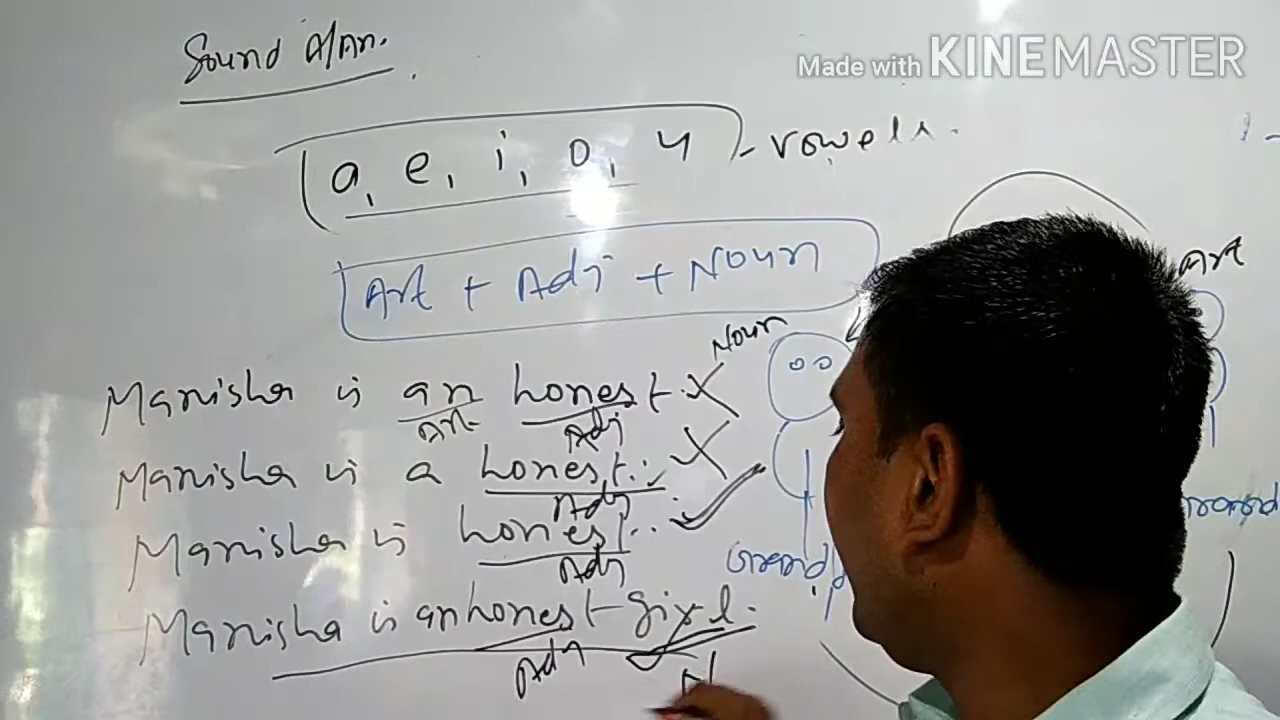 Made with KINEMASTER
Sound A/An.
a, e, i, o, u - vowels.
Art + Adj + Noun
Art
Noun
Manisha is an honest. X
Art Adj
Manisha is a honest. X
Adj
Manisha is honest.
Adj
Manisha is an honest girl.
Adj N